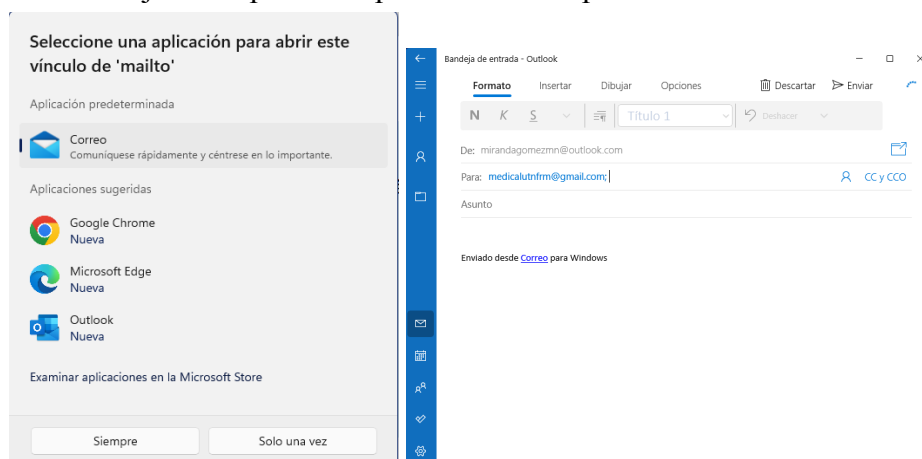 Seleccione una aplicación para abrir este
vínculo de 'mailto'
Aplicación predeterminada
Correo
Comuníquese rápidamente y céntrese en lo importante.
Aplicaciones sugeridas
Google Chrome
Nueva
Microsoft Edge
Nueva
Outlook
Nueva
Examinar aplicaciones en la Microsoft Store
Siempre
Solo una vez
Bandeja de entrada - Outlook
Formato Insertar Dibujar Opciones Descartar Enviar
N K S Título 1 Deshacer
De: mirandagomezmn@outlook.com
Para: medicalutnfrm@gmail.com; CC y CCO
Asunto
Enviado desde Correo para Windows